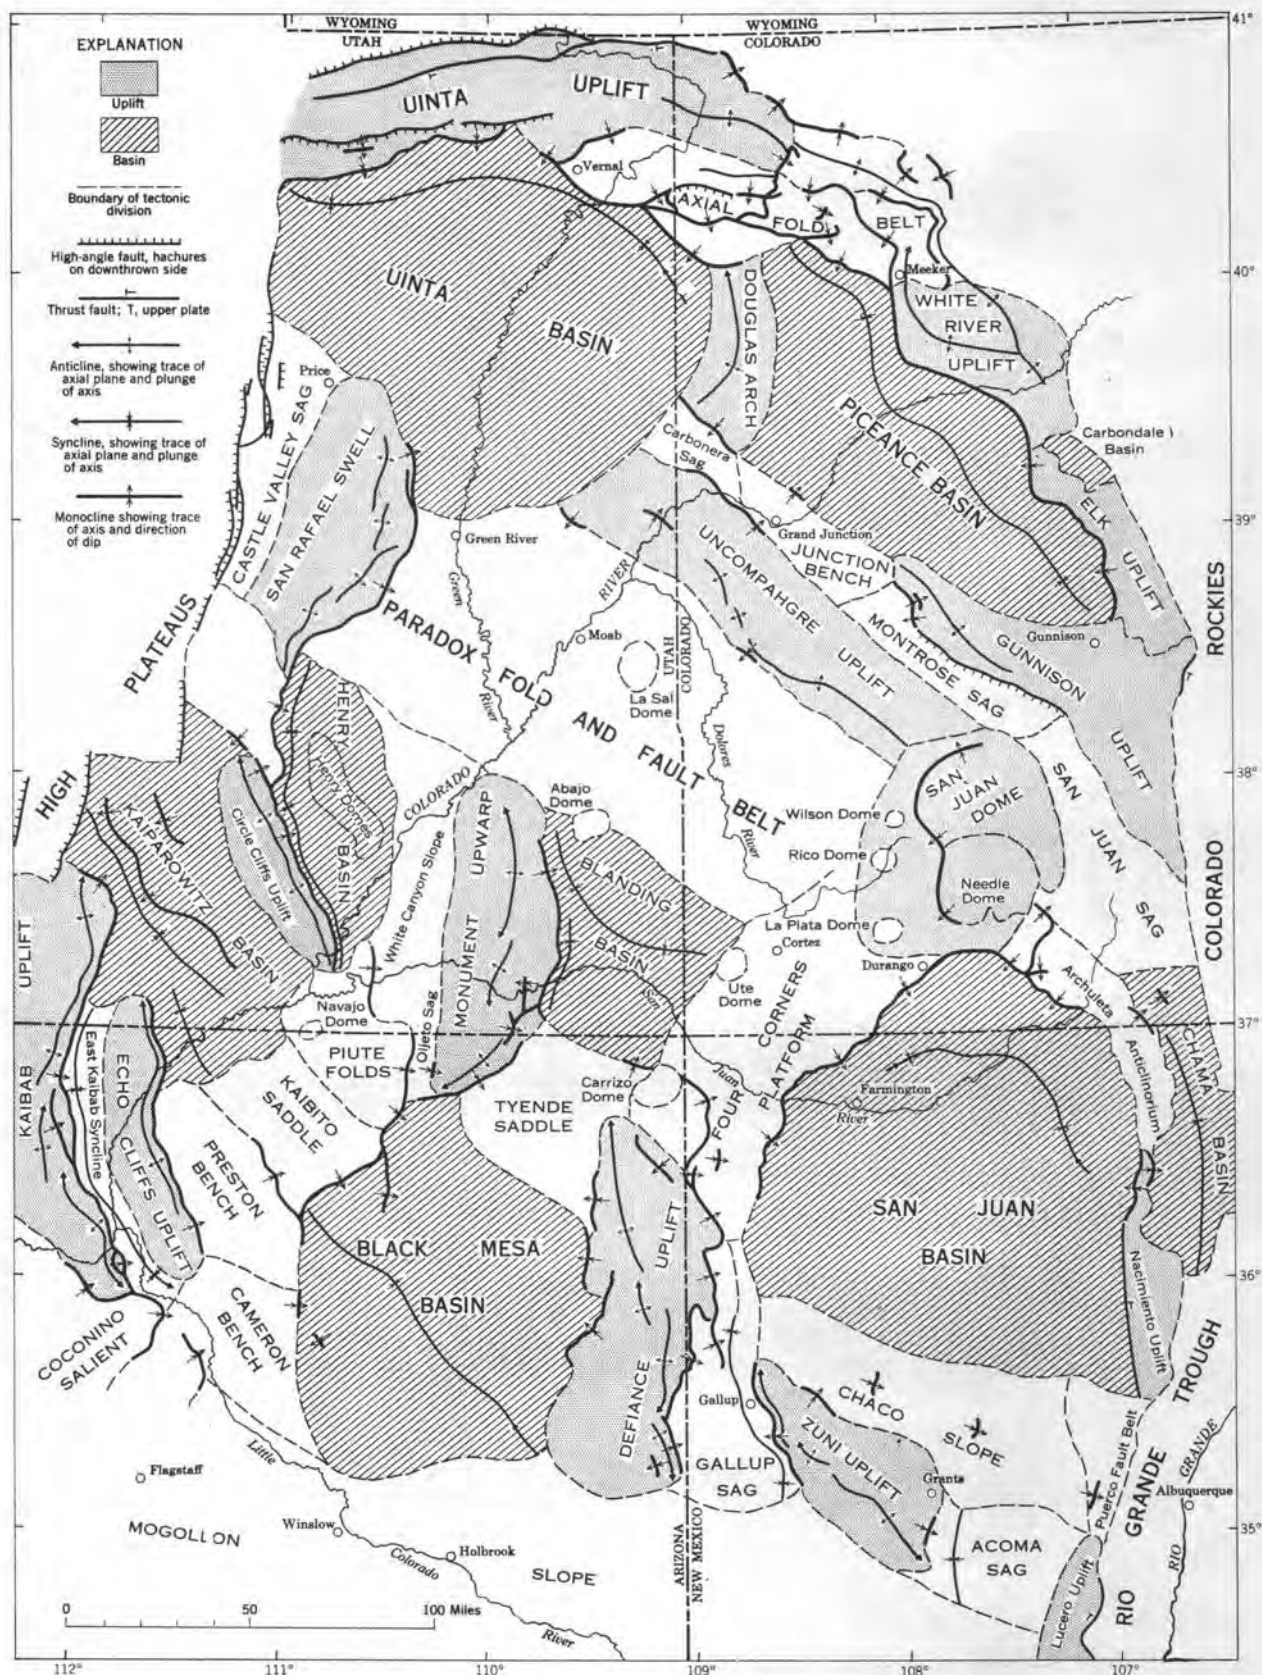 WYOMING
UTAH
WYOMING
COLORADO
41°
EXPLANATION
Uplift
Basin
Boundary of tectonic
division
High-angle fault, hachures
on downthrown side
Thrust fault; T, upper plate
Anticline, showing trace of
axial plane and plunge
of axis
Syncline, showing trace of
axial plane and plunge
of axis
Monocline showing trace
of axis and direction
of dip
UINTA UPLIFT
Vernal
AXIAL FOLD BELT
Meeker
40°
UINTA BASIN
DOUGLAS ARCH
WHITE
RIVER
UPLIFT
Price
CASTLE VALLEY SAG
SAN RAFAEL SWELL
Carbonera
Sag
PICEANCE BASIN
Carbondale
Basin
ELK UPLIFT
39°
Green River
Green River
RIVER
Grand Junction
JUNCTION
BENCH
UNCOMPAHGRE UPLIFT
MONTROSE SAG
GUNNISON UPLIFT
Gunnison
HIGH PLATEAUS
COLORADO ROCKIES
PARADOX FOLD AND FAULT BELT
Moab
La Sal
Dome
UTAH
COLORADO
Dolores River
HENRY BASIN
Henry Domes
COLORADO
38°
KAIPAROWITZ BASIN
Circle Cliffs Uplift
White Canyon Slope
MONUMENT UPWARP
Abajo
Dome
BLANDING BASIN
Wilson Dome
Rico Dome
SAN
JUAN
DOME
SAN JUAN SAG
Needle
Dome
La Plata Dome
Cortez
Durango
Ute
Dome
San Juan River
Archuleta Anticlinorium
CHAMA BASIN
37°
KAIBAB UPLIFT
East Kaibab Syncline
ECHO CLIFFS UPLIFT
Navajo
Dome
PIUTE
FOLDS
Oljeto Sag
KAIBITO
SADDLE
PRESTON
BENCH
TYENDE
SADDLE
Carrizo
Dome
FOUR CORNERS PLATFORM
Farmington
SAN JUAN
BASIN
BLACK MESA
BASIN
DEFIANCE UPLIFT
Nacimiento Uplift
36°
COCONINO
SALIENT
CAMERON
BENCH
Gallup
GALLUP
SAG
CHACO SLOPE
ZUNI UPLIFT
Grants
Puerco Fault Belt
RIO GRANDE TROUGH
RIO GRANDE
Albuquerque
35°
ACOMA
SAG
Lucero Uplift
Flagstaff
Winslow
Holbrook
MOGOLLON SLOPE
Little Colorado River
ARIZONA
NEW MEXICO
0 50 100 Miles
112° 111° 110° 109° 108° 107°